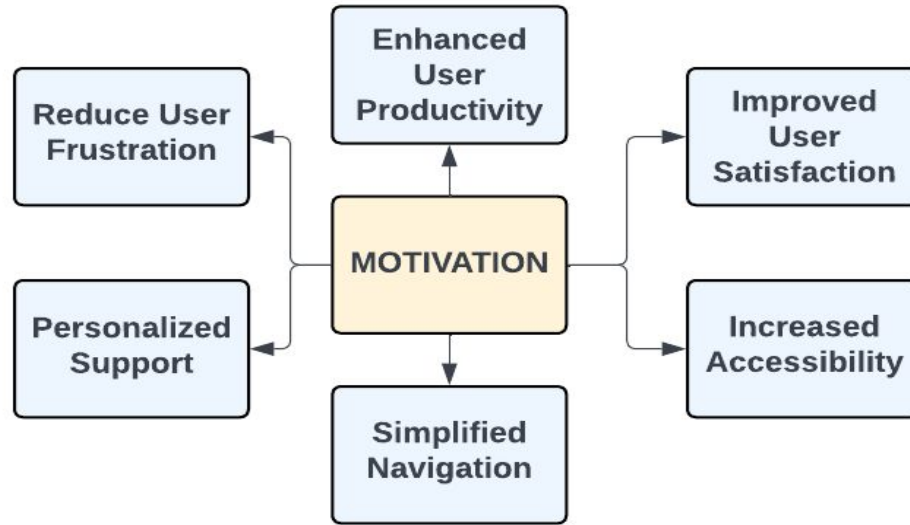 Enhanced
User
Productivity
Reduce User
Frustration
Improved
User
Satisfaction
MOTIVATION
Personalized
Support
Increased
Accessibility
Simplified
Navigation